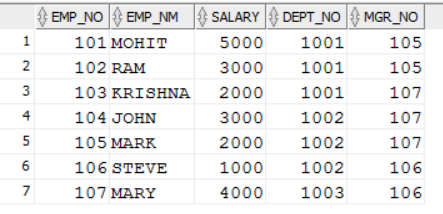 EMP_NO EMP_NM SALARY DEPT_NO MGR_NO
1 101 MOHIT 5000 1001 105
2 102 RAM 3000 1001 105
3 103 KRISHNA 2000 1001 107
4 104 JOHN 3000 1002 107
5 105 MARK 2000 1002 107
6 106 STEVE 1000 1002 106
7 107 MARY 4000 1003 106